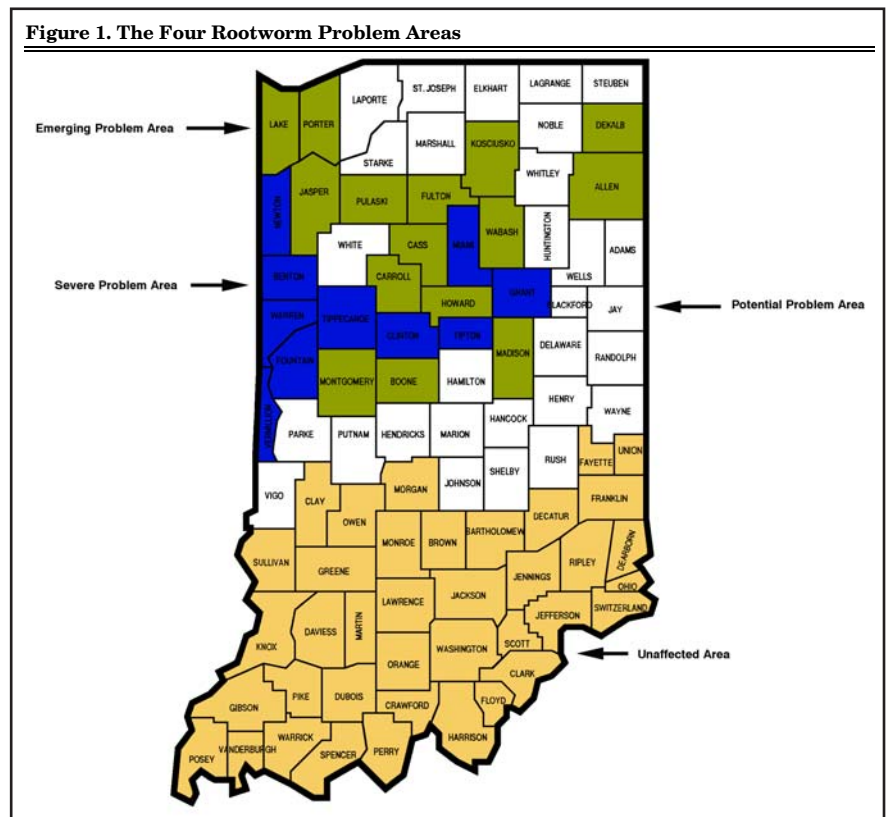 Figure 1. The Four Rootworm Problem Areas
LAPORTE
ST. JOSEPH
ELKHART
LAGRANGE
STEUBEN
Emerging Problem Area
LAKE
PORTER
NOBLE
DEKALB
MARSHALL
KOSCIUSKO
STARKE
WHITLEY
ALLEN
JASPER
PULASKI
FULTON
NEWTON
WABASH
HUNTINGTON
WHITE
CASS
MIAMI
ADAMS
Severe Problem Area
BENTON
CARROLL
WELLS
GRANT
HOWARD
BLACKFORD
JAY
Potential Problem Area
WARREN
TIPPECANOE
CLINTON
TIPTON
DELAWARE
FOUNTAIN
MADISON
RANDOLPH
MONTGOMERY
BOONE
HAMILTON
HENRY
WAYNE
VERMILLION
PARKE
PUTNAM
HENDRICKS
MARION
HANCOCK
UNION
RUSH
FAYETTE
SHELBY
JOHNSON
MORGAN
VIGO
CLAY
FRANKLIN
OWEN
DECATUR
BARTHOLOMEW
MONROE
BROWN
DEARBORN
SULLIVAN
GREENE
RIPLEY
JENNINGS
OHIO
LAWRENCE
JACKSON
SWITZERLAND
JEFFERSON
DAVIESS
MARTIN
KNOX
WASHINGTON
SCOTT
Unaffected Area
ORANGE
CLARK
PIKE
DUBOIS
FLOYD
GIBSON
CRAWFORD
WARRICK
HARRISON
VANDERBURGH
POSEY
SPENCER
PERRY